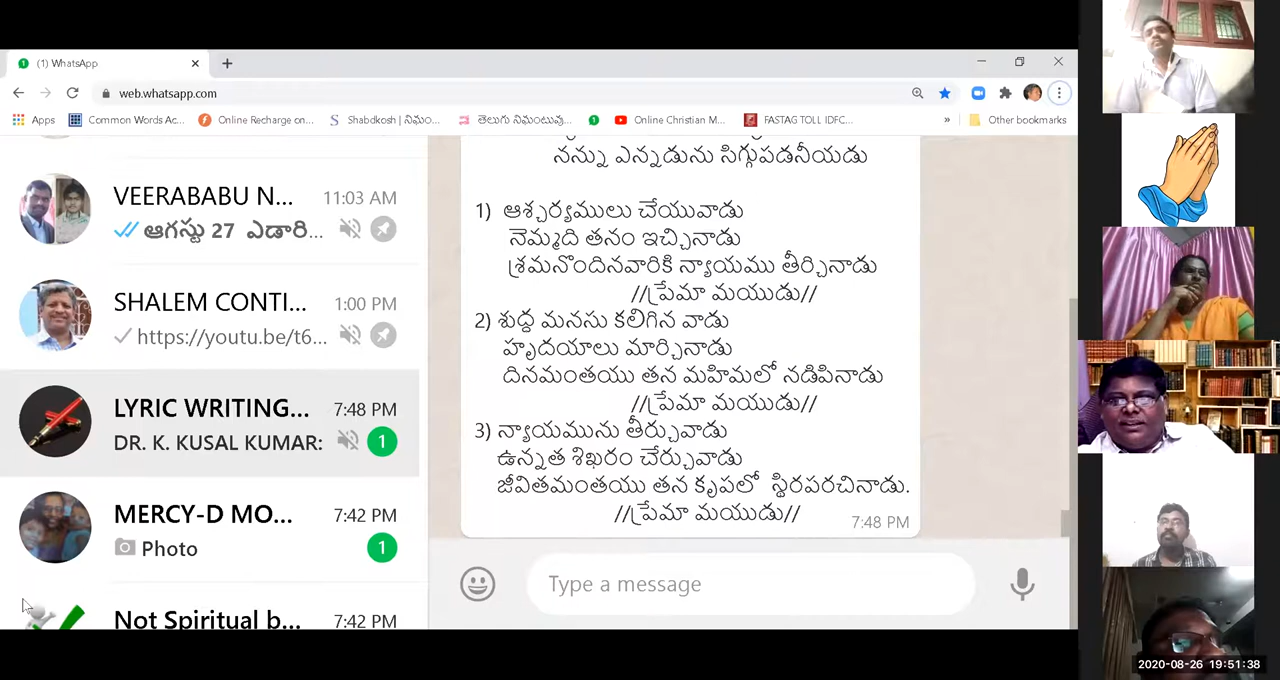 (1) WhatsApp
web.whatsapp.com
Apps
Common Words Ac...
Online Recharge on...
Shabdkosh | నిఘం...
తెలుగు నిఘంటువు...
Online Christian M...
FASTAG TOLL IDFC...
»
Other bookmarks
VEERABABU N... 11:03 AM
ఆగస్టు 27 ఎడారి...
SHALEM CONTI... 1:00 PM
https://youtu.be/t6...
LYRIC WRITING... 7:48 PM
DR. K. KUSAL KUMAR: 1
MERCY-D MO... 7:42 PM
Photo 1
Not Spiritual b... 7:42 PM
నన్ను ఎన్నడును సిగ్గుపడనీయడు
1) ఆశ్చర్యములు చేయువాడు
నెమ్మది తనం ఇచ్చినాడు
శ్రమనొందినవారికి న్యాయము తీర్చినాడు
//ప్రేమా మయుడు//
2) శుద్ధ మనసు కలిగిన వాడు
హృదయాలు మార్చినాడు
దినమంతయు తన మహిమలో నడిపినాడు
//ప్రేమా మయుడు//
3) న్యాయమును తీర్చువాడు
ఉన్నత శిఖరం చేర్చువాడు
జీవితమంతయు తన కృపలో స్థిరపరచినాడు.
//ప్రేమా మయుడు//
7:48 PM
Type a message
2020-08-26 19:51:38